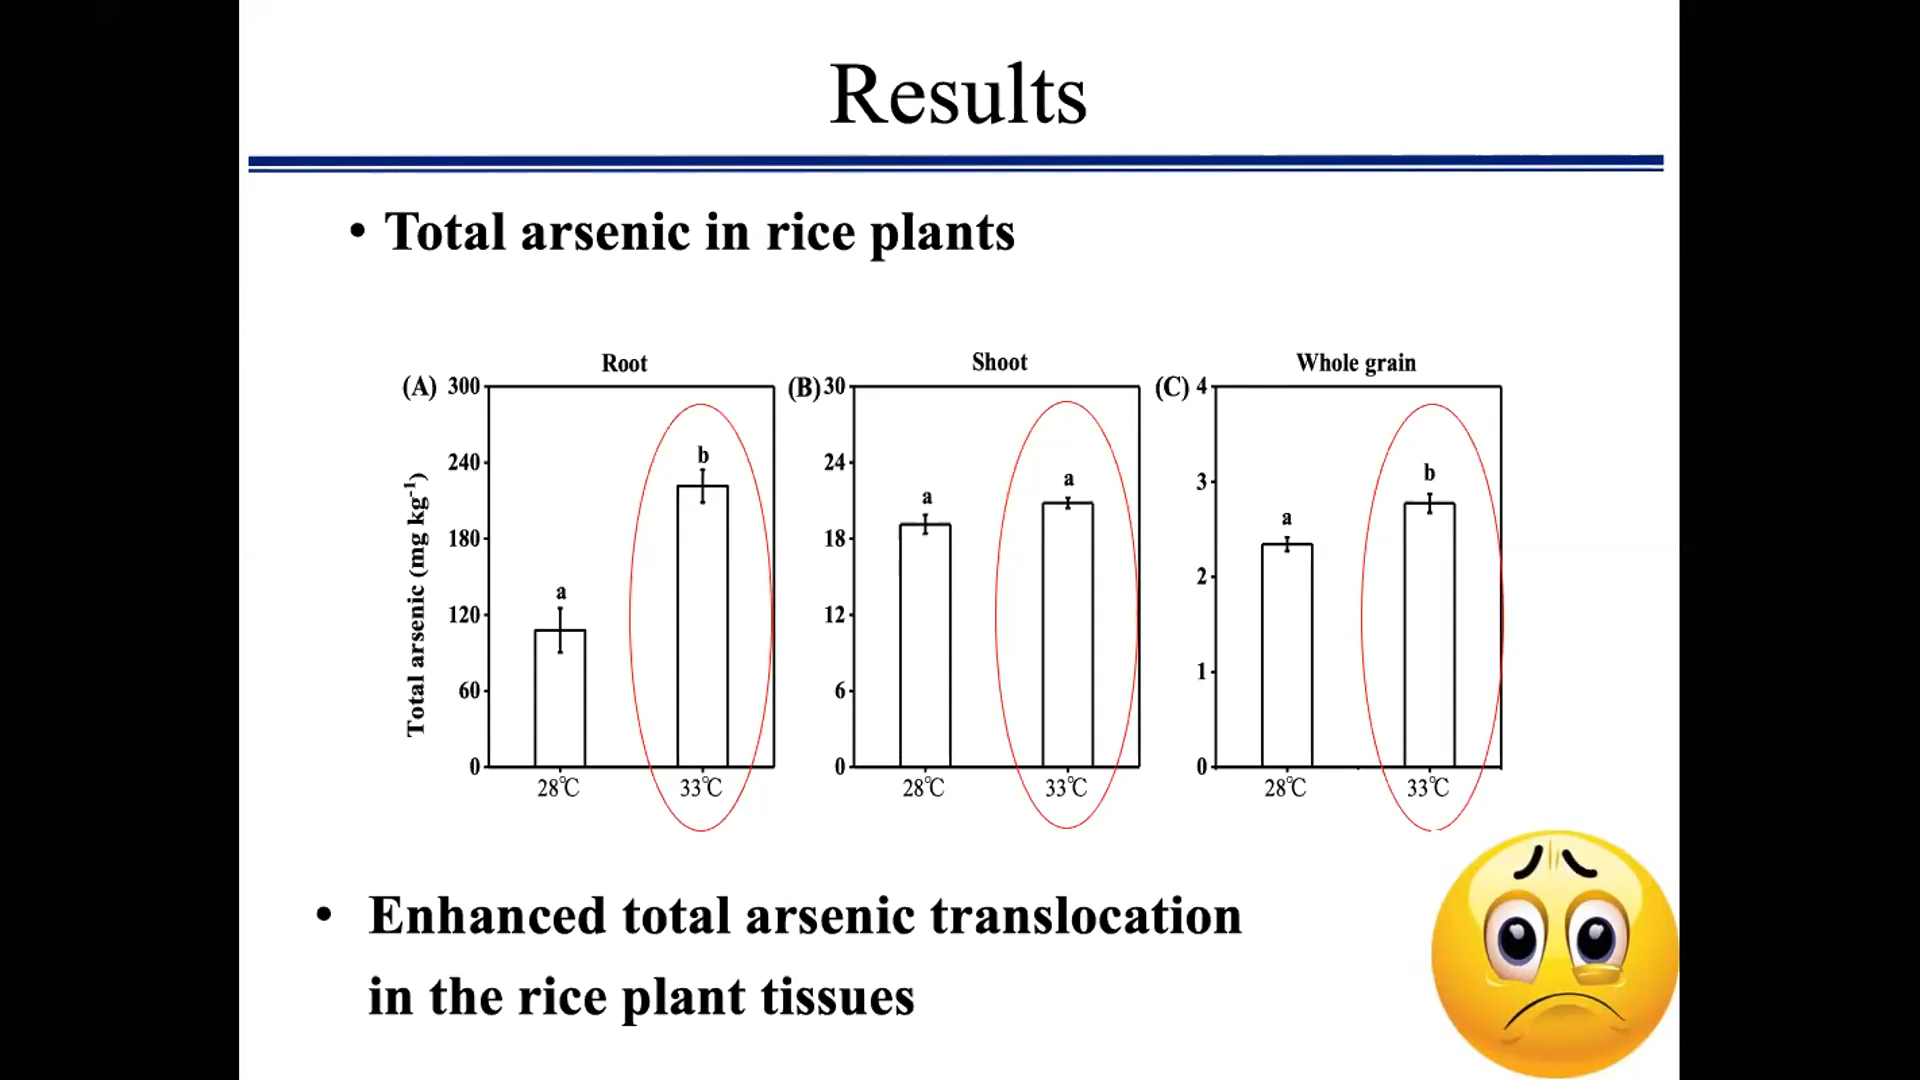 Results
• Total arsenic in rice plants
Root
Shoot
Whole grain
(A)
300
240
180
120
60
0
Total arsenic (mg kg⁻¹)
a
b
28℃
33℃
(B)
30
24
18
12
6
0
a
a
28℃
33℃
(C)
4
3
2
1
0
a
b
28℃
33℃
• Enhanced total arsenic translocation
in the rice plant tissues